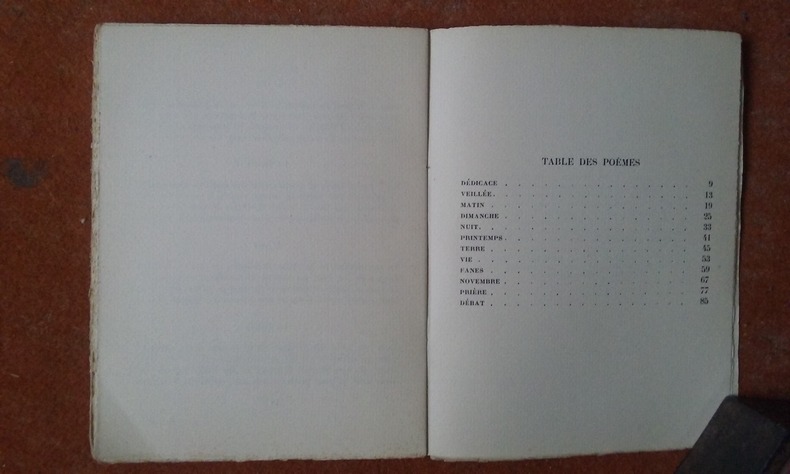 TABLE DES POÈMES
DÉDICACE . . . . . . . . . . . . . . . . 9
VEILLÉE . . . . . . . . . . . . . . . . 13
MATIN . . . . . . . . . . . . . . . . 19
DIMANCHE . . . . . . . . . . . . . . . . 25
NUIT . . . . . . . . . . . . . . . . 33
PRINTEMPS . . . . . . . . . . . . . . . . 41
TERRE . . . . . . . . . . . . . . . . 45
VIE . . . . . . . . . . . . . . . . 53
FANES . . . . . . . . . . . . . . . . 59
NOVEMBRE . . . . . . . . . . . . . . . . 67
PRIÈRE . . . . . . . . . . . . . . . . 77
DÉBAT . . . . . . . . . . . . . . . . 85